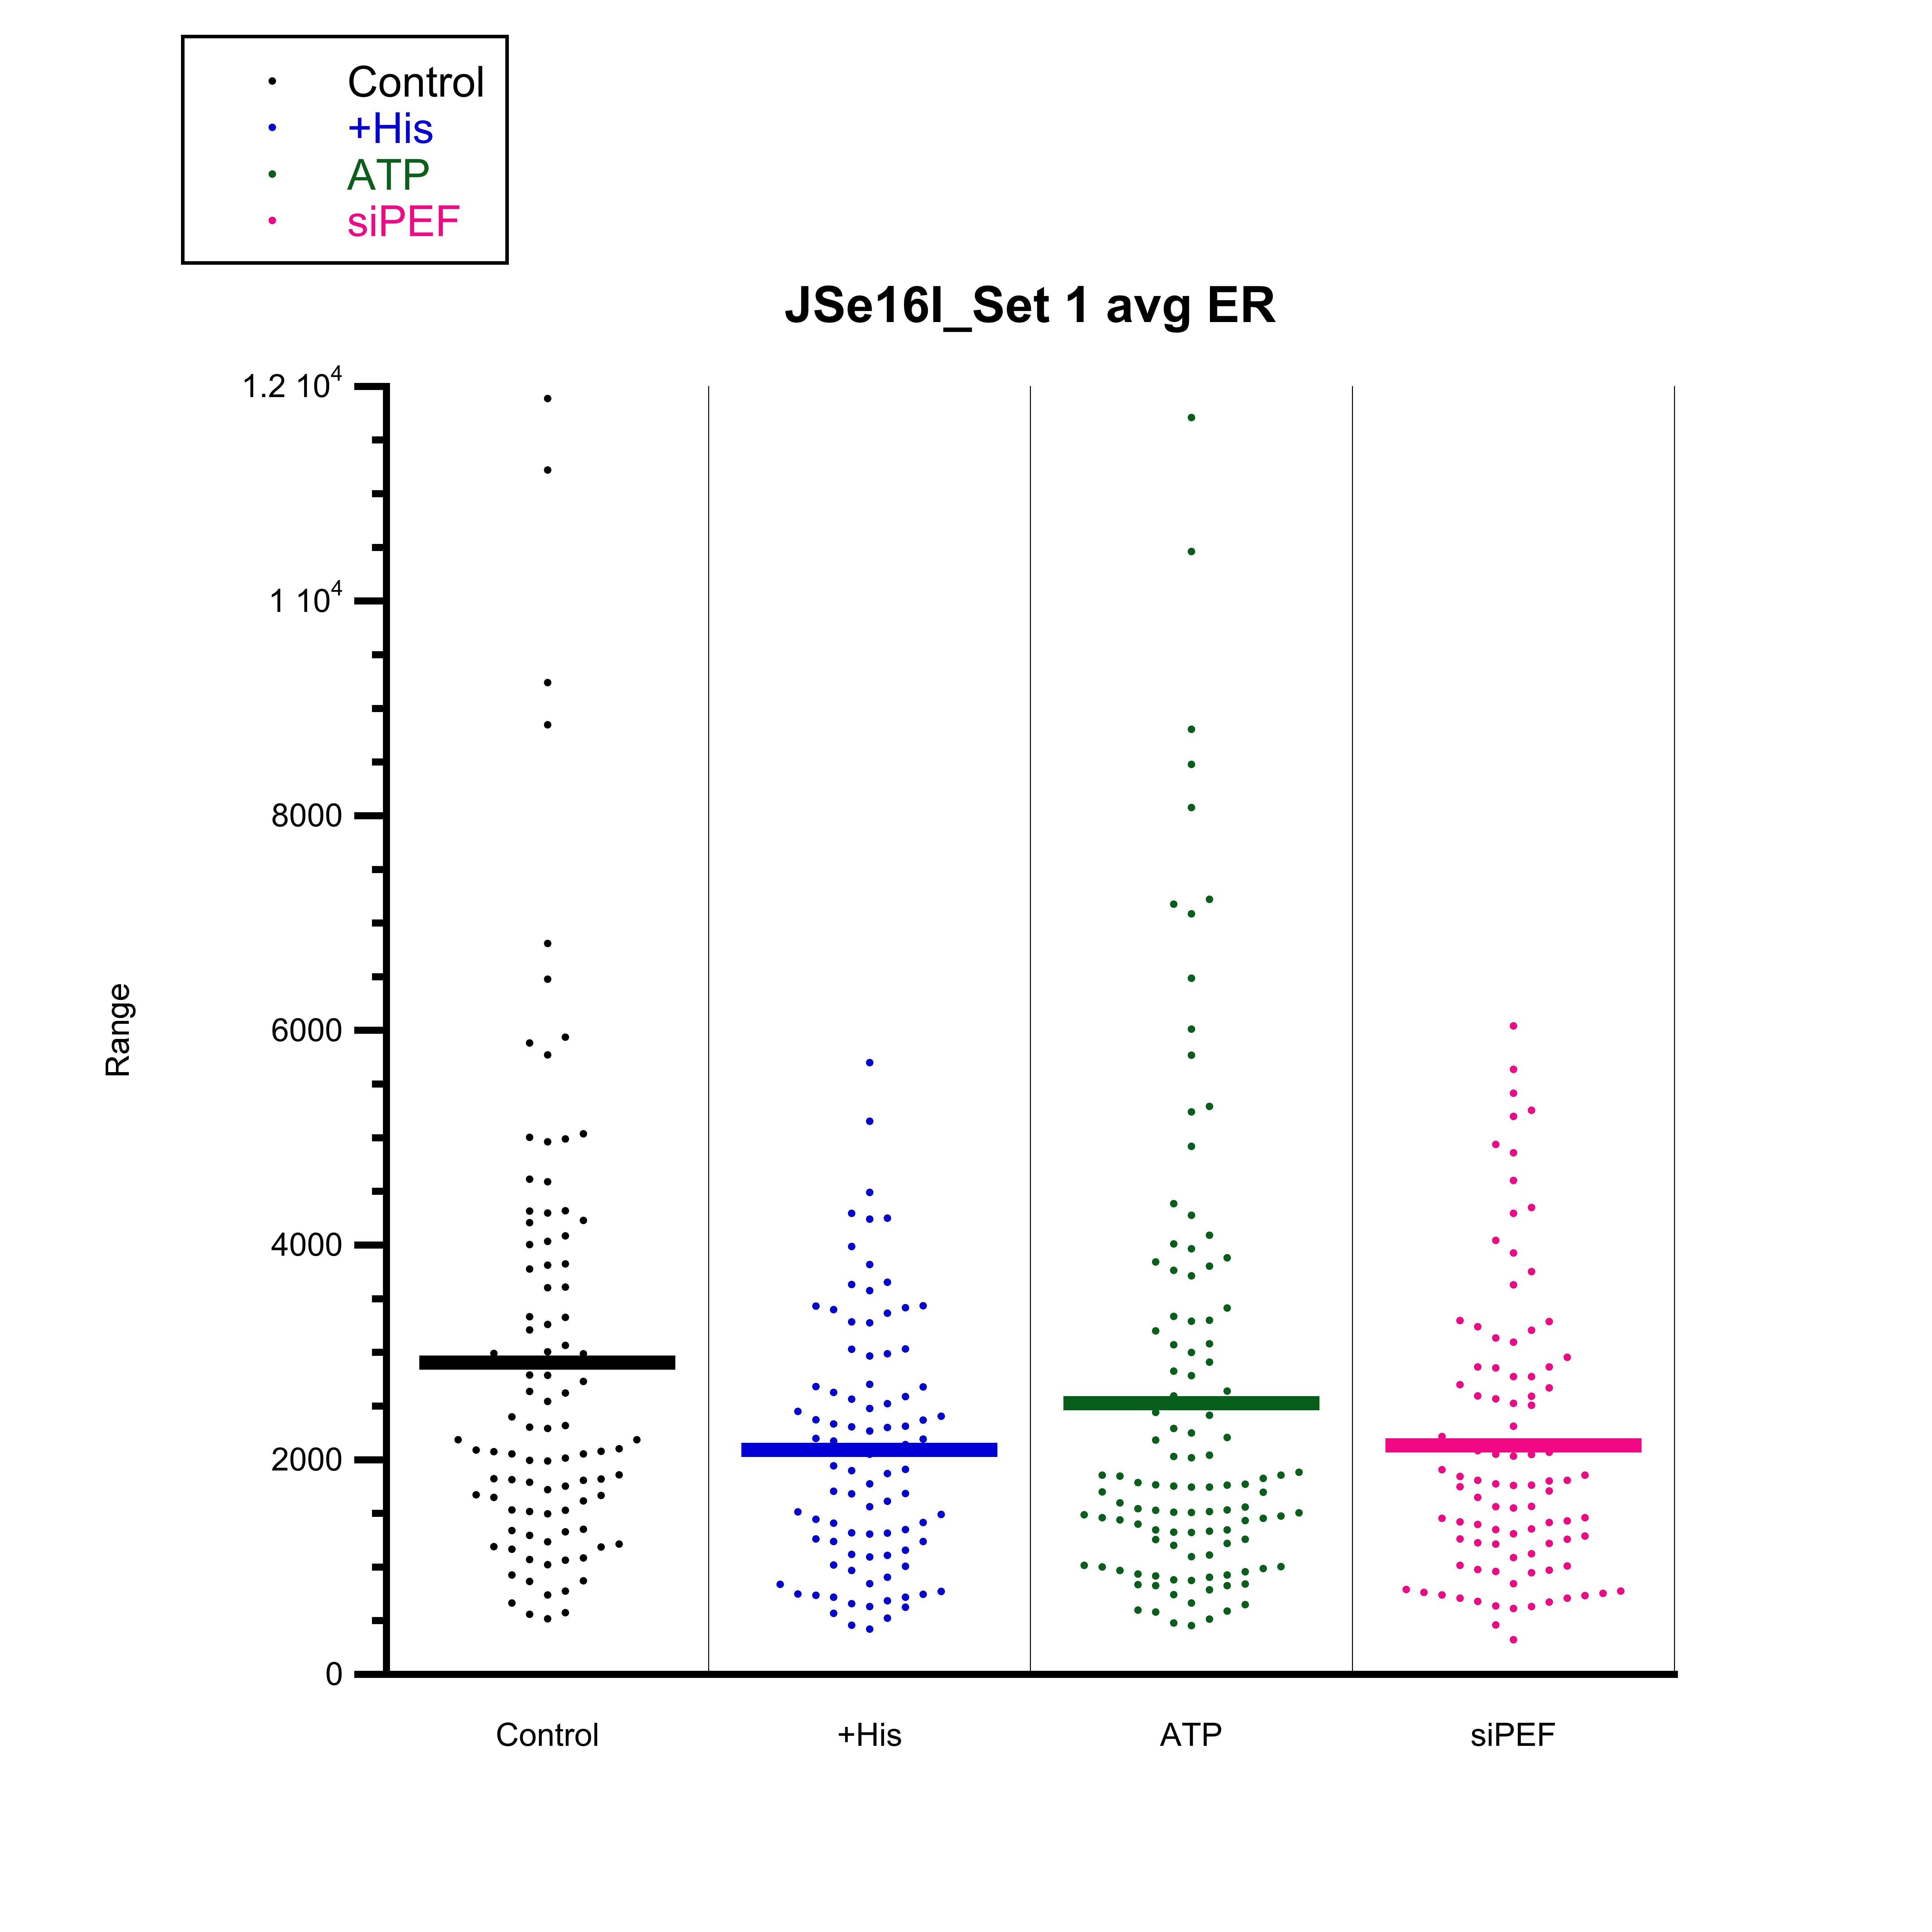 Control
+His
ATP
siPEF
JSe16I_Set 1 avg ER
1.2 10⁴
1 10⁴
8000
6000
4000
2000
0
Range
Control +His ATP siPEF